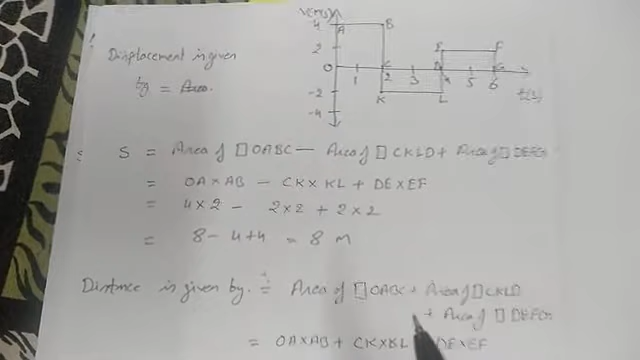 V(m/s)
4 A B
2 E F
O 1 C 2 3 D 4 5 6 G
-2 K L t(s)
-4
Displacement is given
by = Area.
S = Area of □OABC - Area of □CKLD + Area of □DEFG
= OA×AB - CK×KL + DE×EF
= 4×2 - 2×2 + 2×2
= 8-4+4 = 8 m
Distance is given by. = Area of □OABC + Area of □CKLD
+ Area of □DEFG
= OA×AB + CK×KL DE×EF